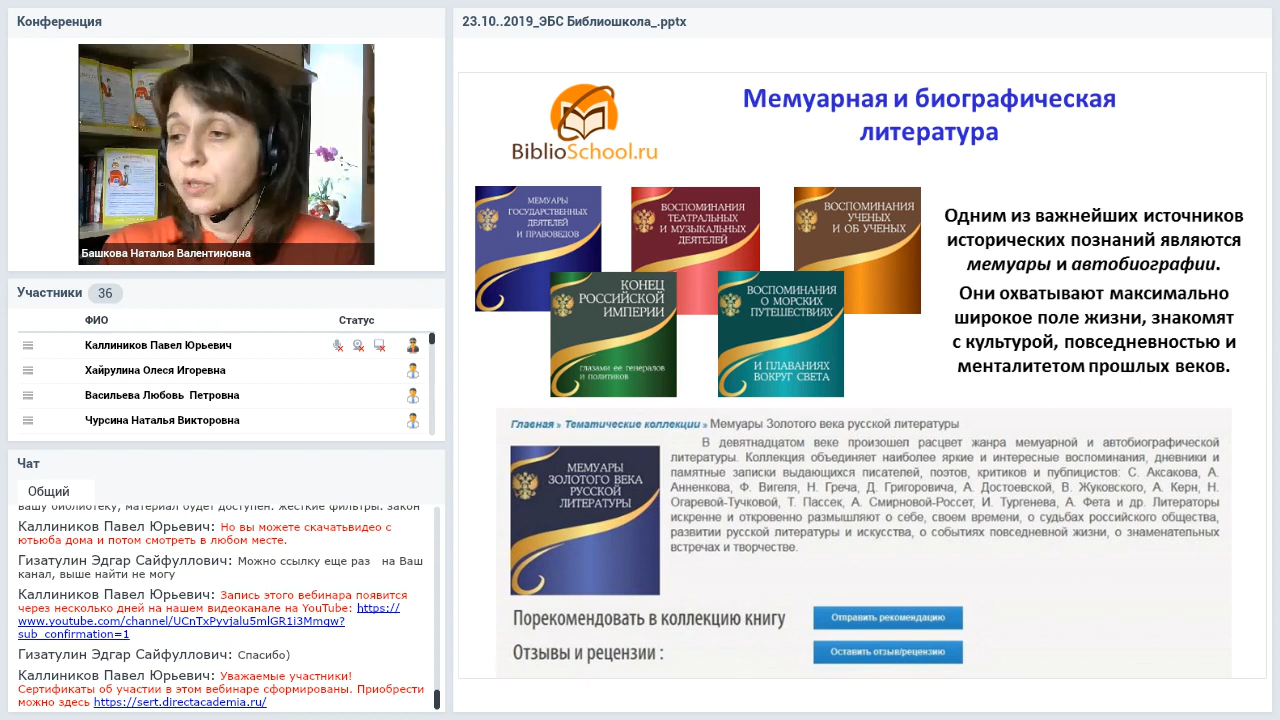 Конференция
Башкова Наталья Валентиновна
Участники 36
ФИО Статус
Каллиников Павел Юрьевич
Хайрулина Олеся Игоревна
Васильева Любовь Петровна
Чурсина Наталья Викторовна
Чат
Общий
вашу библиотеку, материал будет доступен. жесткие фильтры. закон
Каллиников Павел Юрьевич: Но вы можете скачатьвидео с
ютьюба дома и потом смотреть в любом месте.
Гизатулин Эдгар Сайфуллович: Можно ссылку еще раз на Ваш
канал, выше найти не могу
Каллиников Павел Юрьевич: Запись этого вебинара появится
через несколько дней на нашем видеоканале на YouTube: https://
www.youtube.com/channel/UCnTxPyvjalu5mlGR1i3Mmqw?
sub_confirmation=1
Гизатулин Эдгар Сайфуллович: Спасибо)
Каллиников Павел Юрьевич: Уважаемые участники!
Сертификаты об участии в этом вебинаре сформированы. Приобрести
можно здесь https://sert.directacademia.ru/
23.10..2019_ЭБС Библиошкола_.pptx
BiblioSchool.ru
Мемуарная и биографическая
литература
МЕМУАРЫ
ГОСУДАРСТВЕННЫХ
ДЕЯТЕЛЕЙ
И ПРАВОВЕДОВ
ВОСПОМИНАНИЯ
ТЕАТРАЛЬНЫХ
И МУЗЫКАЛЬНЫХ
ДЕЯТЕЛЕЙ
ВОСПОМИНАНИЯ
УЧЕНЫХ
И ОБ УЧЕНЫХ
КОНЕЦ
РОССИЙСКОЙ
ИМПЕРИИ
глазами ее генералов
и политиков
ВОСПОМИНАНИЯ
О МОРСКИХ
ПУТЕШЕСТВИЯХ
И ПЛАВАНИЯХ
ВОКРУГ СВЕТА
Одним из важнейших источников
исторических познаний являются
мемуары и автобиографии.
Они охватывают максимально
широкое поле жизни, знакомят
с культурой, повседневностью и
менталитетом прошлых веков.
Главная » Тематические коллекции » Мемуары Золотого века русской литературы
МЕМУАРЫ
ЗОЛОТОГО ВЕКА
РУССКОЙ
ЛИТЕРАТУРЫ
В девятнадцатом веке произошел расцвет жанра мемуарной и автобиографической
литературы. Коллекция объединяет наиболее яркие и интересные воспоминания, дневники и
памятные записки выдающихся писателей, поэтов, критиков и публицистов: С. Аксакова, А.
Анненкова, Ф. Вигеля, Н. Греча, Д. Григоровича, А. Достоевской, В. Жуковского, А. Керн, Н.
Огаревой-Тучковой, Т. Пассек, А. Смирновой-Россет, И. Тургенева, А. Фета и др. Литераторы
искренне и откровенно размышляют о себе, своем времени, о судьбах российского общества,
развитии русской литературы и искусства, о событиях повседневной жизни, о знаменательных
встречах и творчестве.
Порекомендовать в коллекцию книгу
Отправить рекомендацию
Отзывы и рецензии :
Оставить отзыв/рецензию